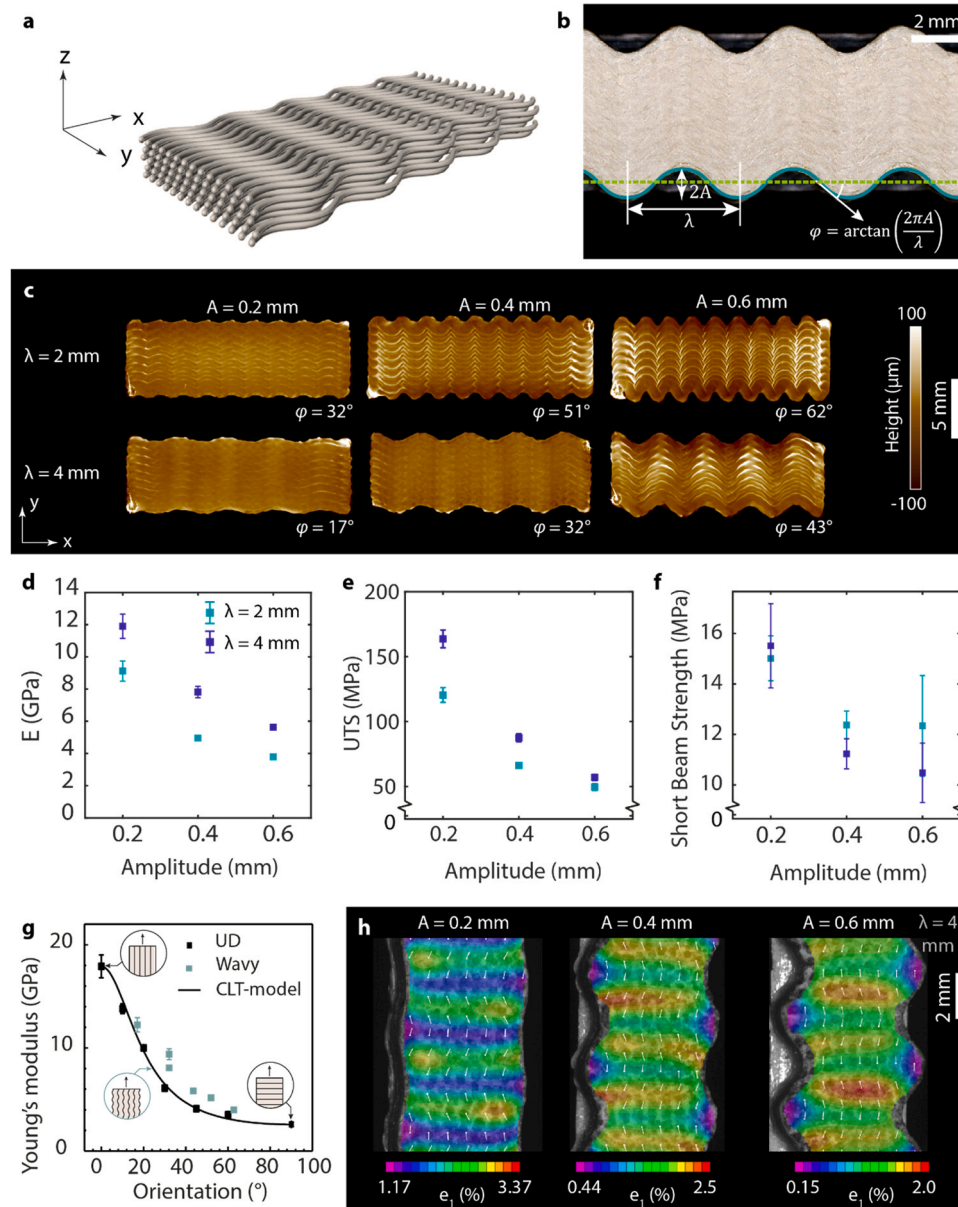 a
z
x
y
b
2 mm
2A
λ
φ = arctan(2πA/λ)
c
A = 0.2 mm
A = 0.4 mm
A = 0.6 mm
λ = 2 mm
φ = 32°
φ = 51°
φ = 62°
λ = 4 mm
φ = 17°
φ = 32°
φ = 43°
y
x
100
Height (μm)
-100
5 mm
d
14
12
10
8
6
4
2
0
E (GPa)
λ = 2 mm
λ = 4 mm
0.2
0.4
0.6
Amplitude (mm)
e
200
150
100
50
0
UTS (MPa)
0.2
0.4
0.6
Amplitude (mm)
f
16
14
12
10
0
Short Beam Strength (MPa)
0.2
0.4
0.6
Amplitude (mm)
g
20
10
0
Young's modulus (GPa)
UD
Wavy
CLT-model
0
20
40
60
80
100
Orientation (°)
h
A = 0.2 mm
A = 0.4 mm
A = 0.6 mm
λ = 4
mm
2 mm
1.17
3.37
e₁ (%)
0.44
2.5
e₁ (%)
0.15
2.0
e₁ (%)